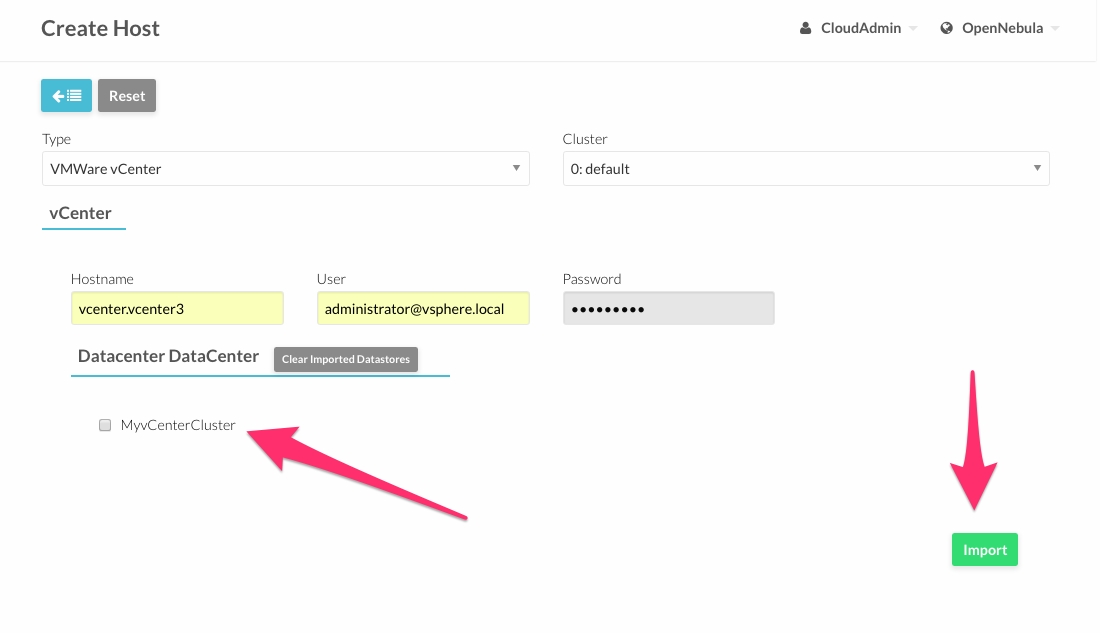 Create Host
CloudAdmin
OpenNebula
Reset
Type
Cluster
VMWare vCenter
0: default
vCenter
Hostname
User
Password
vcenter.vcenter3
administrator@vsphere.local
•••••••••
Datacenter DataCenter
Clear Imported Datastores
MyvCenterCluster
Import